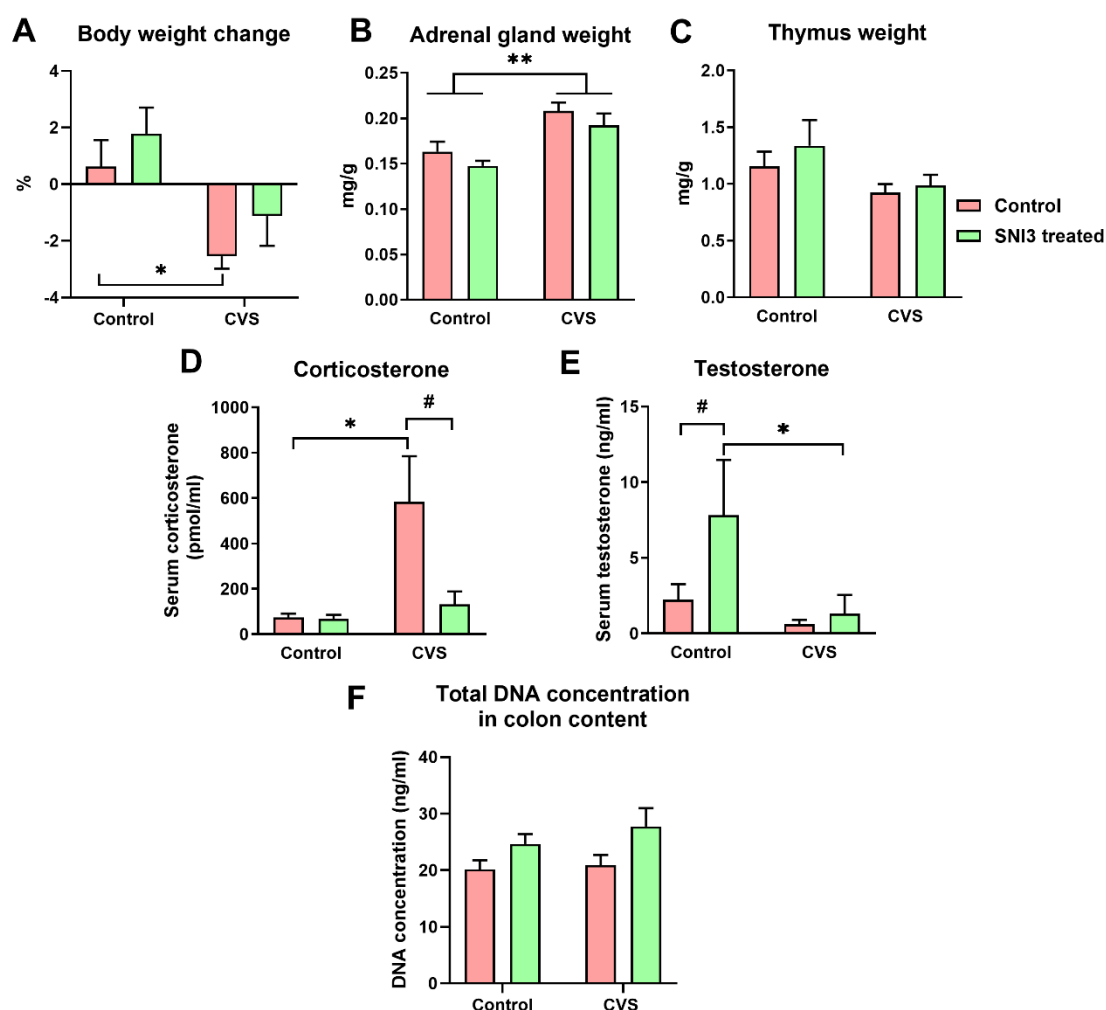 A Body weight change
4
2
0
-2
-4
%
*
Control CVS
B Adrenal gland weight
**
0.25
0.20
0.15
0.10
0.05
0.00
mg/g
Control CVS
C Thymus weight
2.0
1.5
1.0
0.5
0.0
mg/g
Control CVS
Control
SNI3 treated
D Corticosterone
1000
800
600
400
200
0
Serum corticosterone
(pmol/ml)
* #
Control CVS
E Testosterone
15
10
5
0
Serum testosterone (ng/ml)
# *
Control CVS
F Total DNA concentration
in colon content
40
30
20
10
0
DNA concentration (ng/ml)
Control CVS